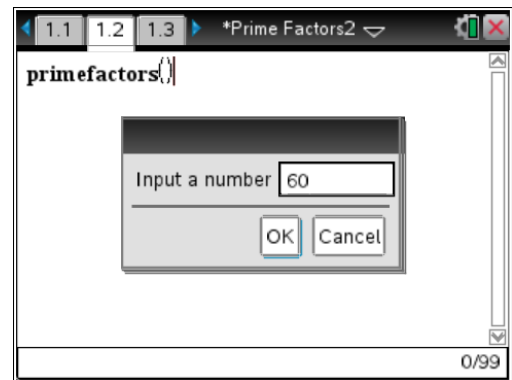 1.1 1.2 1.3 *Prime Factors2
primefactors()
Input a number 60
OK Cancel
0/99